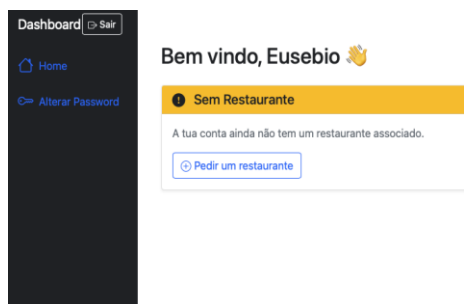 Dashboard Sair
Home
Alterar Password
Bem vindo, Eusebio 👋
Sem Restaurante
A tua conta ainda não tem um restaurante associado.
Pedir um restaurante